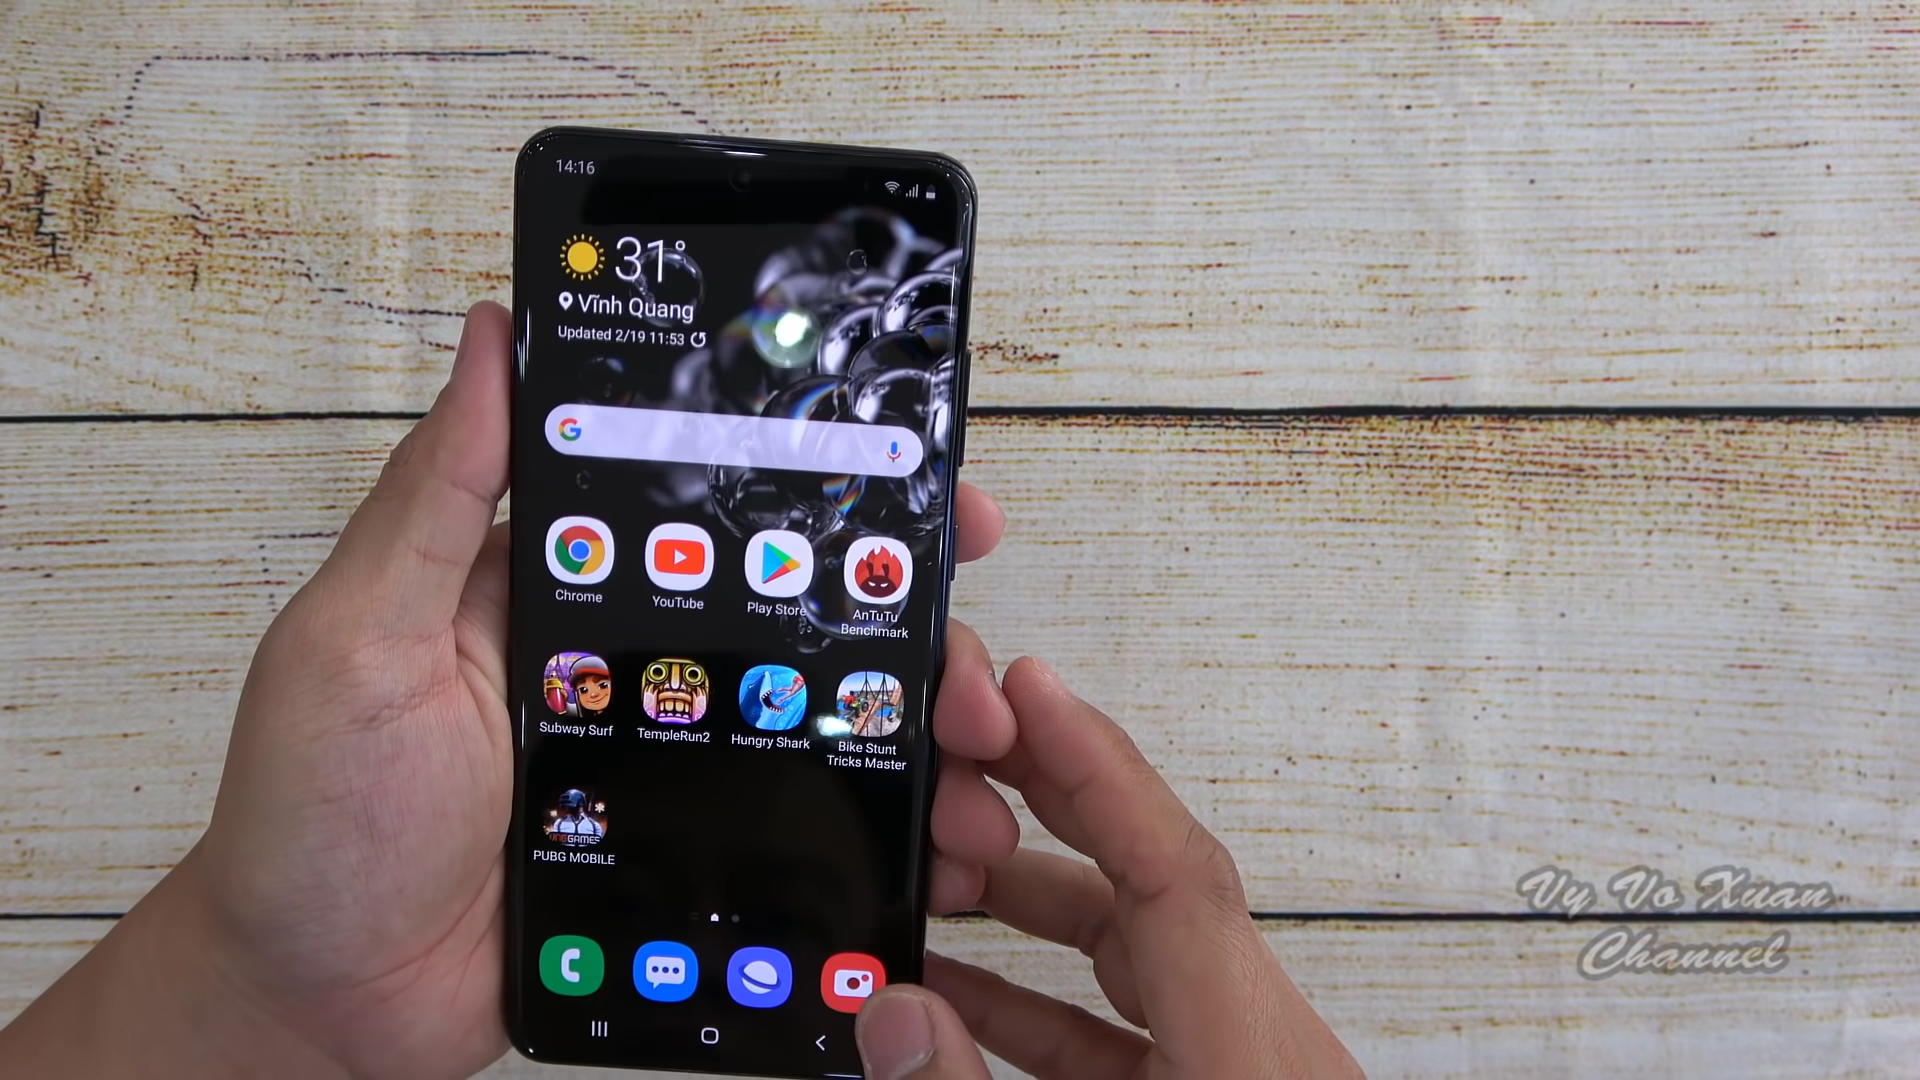 14:16
31°
Vĩnh Quang
Updated 2/19 11:53
Chrome
YouTube
Play Store
AnTuTu
Benchmark
Subway Surf
TempleRun2
Hungry Shark
Bike Stunt
Tricks Master
GAMES
PUBG MOBILE
Vy Vo Xuan
Channel